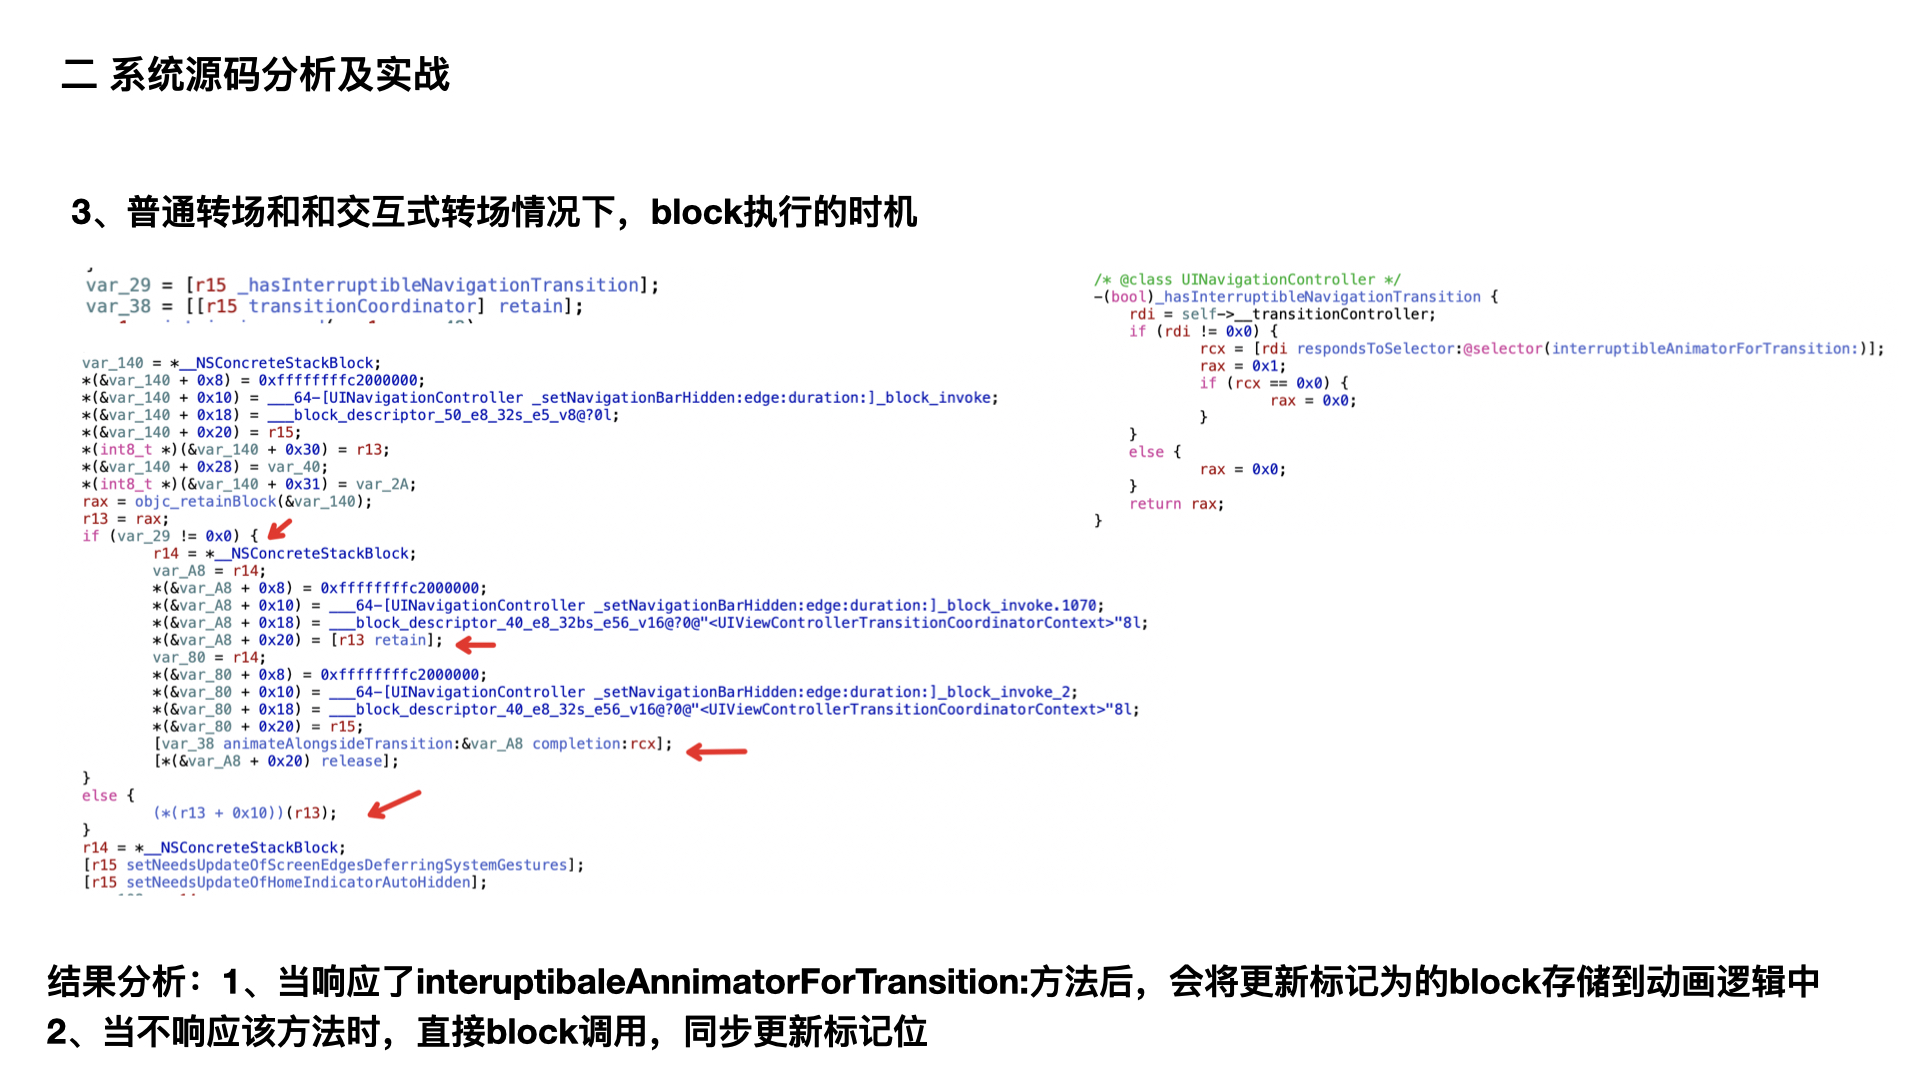 二 系统源码分析及实战
3、普通转场和和交互式转场情况下，block执行的时机
var_29 = [r15 _hasInterruptibleNavigationTransition];
var_38 = [[r15 transitionCoordinator] retain];
var_140 = *__NSConcreteStackBlock;
*(&var_140 + 0x8) = 0xffffffffc2000000;
*(&var_140 + 0x10) = ___64-[UINavigationController _setNavigationBarHidden:edge:duration:]_block_invoke;
*(&var_140 + 0x18) = ___block_descriptor_50_e8_32s_e5_v8@?0l;
*(&var_140 + 0x20) = r15;
*(int8_t *)(&var_140 + 0x30) = r13;
*(&var_140 + 0x28) = var_40;
*(int8_t *)(&var_140 + 0x31) = var_2A;
rax = objc_retainBlock(&var_140);
r13 = rax;
if (var_29 != 0x0) {
r14 = *__NSConcreteStackBlock;
var_A8 = r14;
*(&var_A8 + 0x8) = 0xffffffffc2000000;
*(&var_A8 + 0x10) = ___64-[UINavigationController _setNavigationBarHidden:edge:duration:]_block_invoke.1070;
*(&var_A8 + 0x18) = ___block_descriptor_40_e8_32bs_e56_v16@?0@"<UIViewControllerTransitionCoordinatorContext>"8l;
*(&var_A8 + 0x20) = [r13 retain];
var_80 = r14;
*(&var_80 + 0x8) = 0xffffffffc2000000;
*(&var_80 + 0x10) = ___64-[UINavigationController _setNavigationBarHidden:edge:duration:]_block_invoke_2;
*(&var_80 + 0x18) = ___block_descriptor_40_e8_32s_e56_v16@?0@"<UIViewControllerTransitionCoordinatorContext>"8l;
*(&var_80 + 0x20) = r15;
[var_38 animateAlongsideTransition:&var_A8 completion:rcx];
[*(&var_A8 + 0x20) release];
}
else {
(*(r13 + 0x10))(r13);
}
r14 = *__NSConcreteStackBlock;
[r15 setNeedsUpdateOfScreenEdgesDeferringSystemGestures];
[r15 setNeedsUpdateOfHomeIndicatorAutoHidden];
/* @class UINavigationController */
-(bool)_hasInterruptibleNavigationTransition {
rdi = self->__transitionController;
if (rdi != 0x0) {
rcx = [rdi respondsToSelector:@selector(interruptibleAnimatorForTransition:)];
rax = 0x1;
if (rcx == 0x0) {
rax = 0x0;
}
}
else {
rax = 0x0;
}
return rax;
}
结果分析：1、当响应了interuptibaleAnnimatorForTransition:方法后，会将更新标记为的block存储到动画逻辑中
2、当不响应该方法时，直接block调用，同步更新标记位